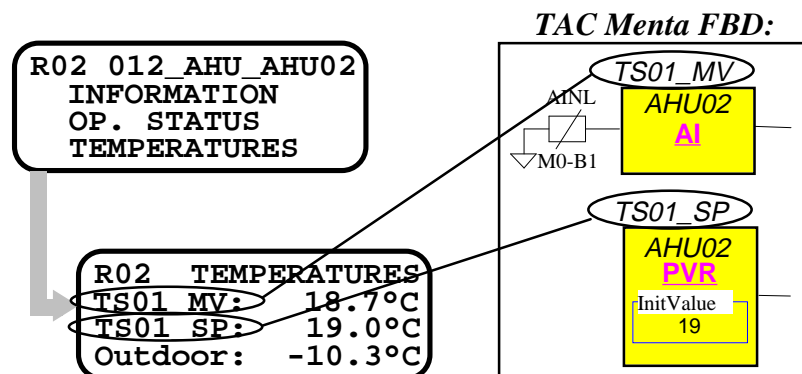 TAC Menta FBD:
R02 012_AHU_AHU02
INFORMATION
OP. STATUS
TEMPERATURES
R02 TEMPERATURES
TS01 MV: 18.7°C
TS01 SP: 19.0°C
Outdoor: -10.3°C
TS01_MV
AHU02
AI
AINL
M0-B1
TS01_SP
AHU02
PVR
InitValue
19